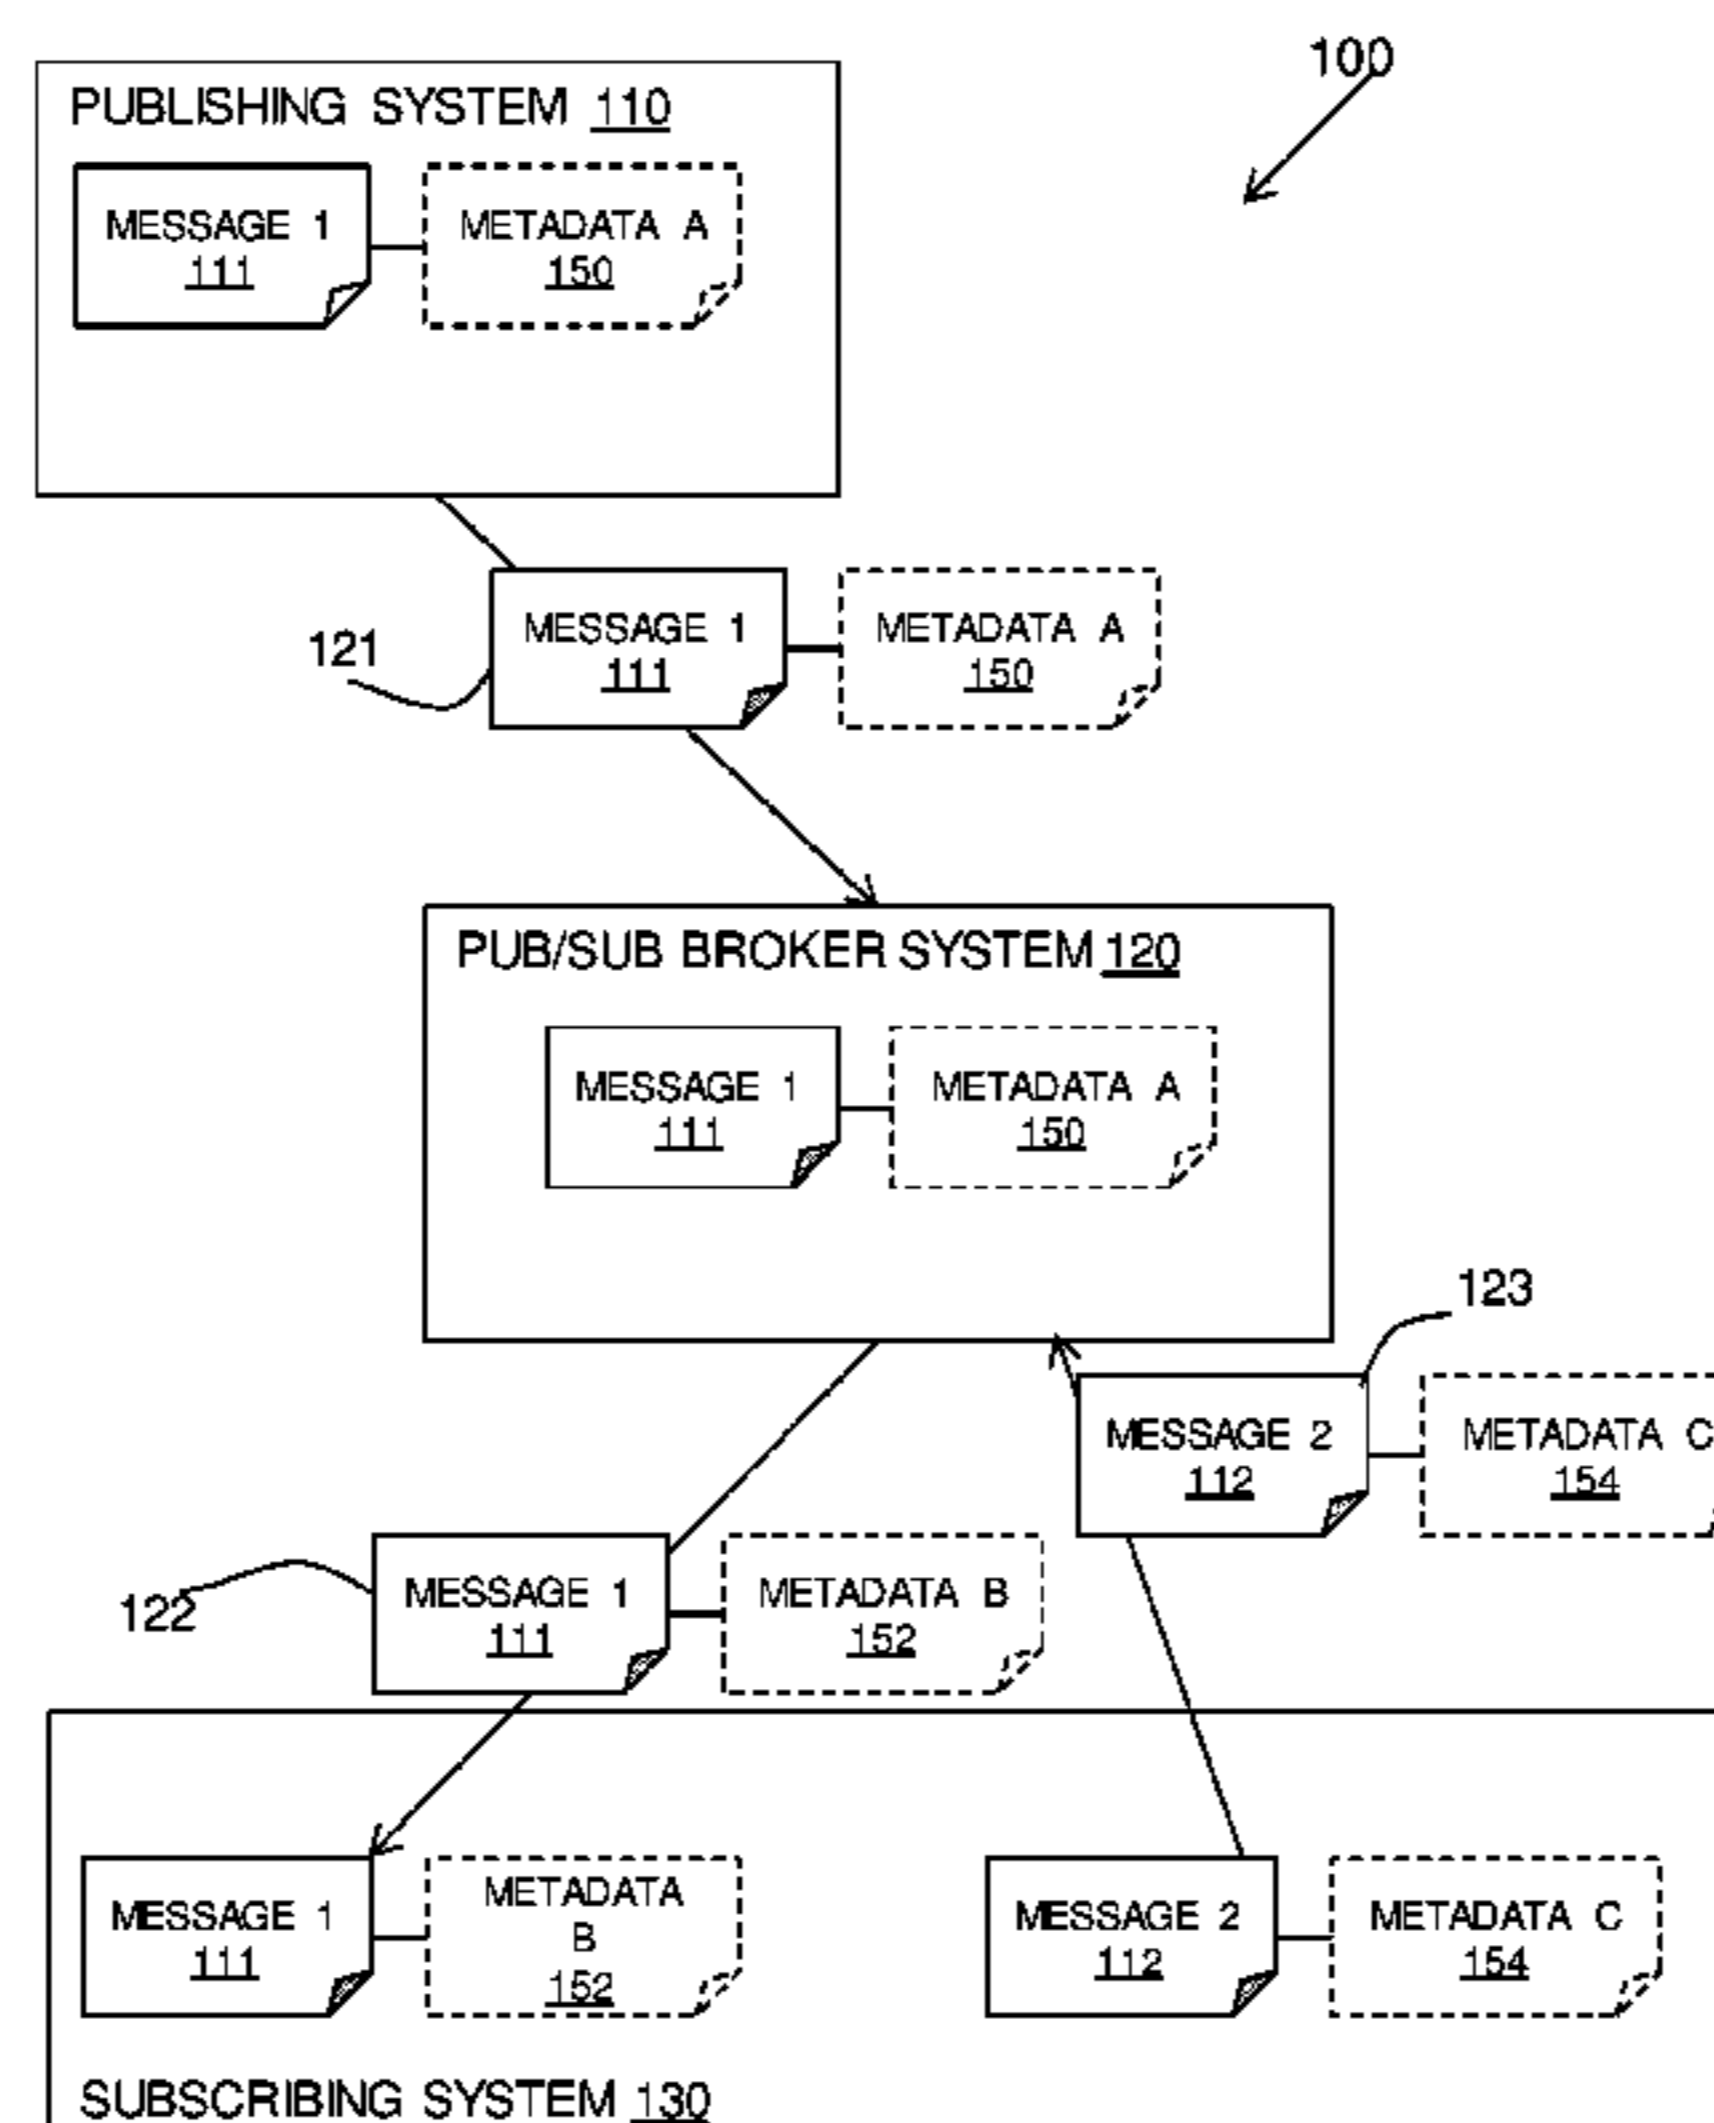 100
PUBLISHING SYSTEM 110
MESSAGE 1
111
METADATA A
150
121
MESSAGE 1
111
METADATA A
150
PUB/SUB BROKER SYSTEM 120
MESSAGE 1
111
METADATA A
150
123
MESSAGE 2
112
METADATA C
154
122
MESSAGE 1
111
METADATA B
152
MESSAGE 1
111
METADATA
B
152
MESSAGE 2
112
METADATA C
154
SUBSCRIBING SYSTEM 130